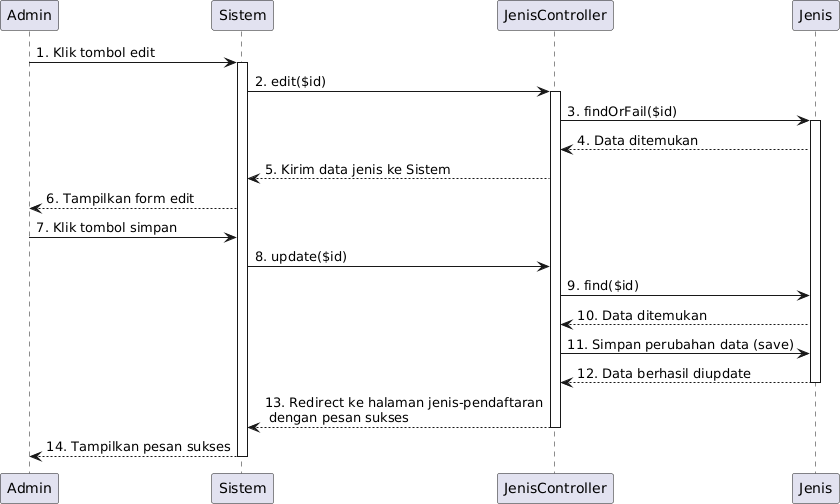 Admin
Sistem
JenisController
Jenis
1. Klik tombol edit
2. edit($id)
3. findOrFail($id)
4. Data ditemukan
5. Kirim data jenis ke Sistem
6. Tampilkan form edit
7. Klik tombol simpan
8. update($id)
9. find($id)
10. Data ditemukan
11. Simpan perubahan data (save)
12. Data berhasil diupdate
13. Redirect ke halaman jenis-pendaftaran
dengan pesan sukses
14. Tampilkan pesan sukses
Admin
Sistem
JenisController
Jenis